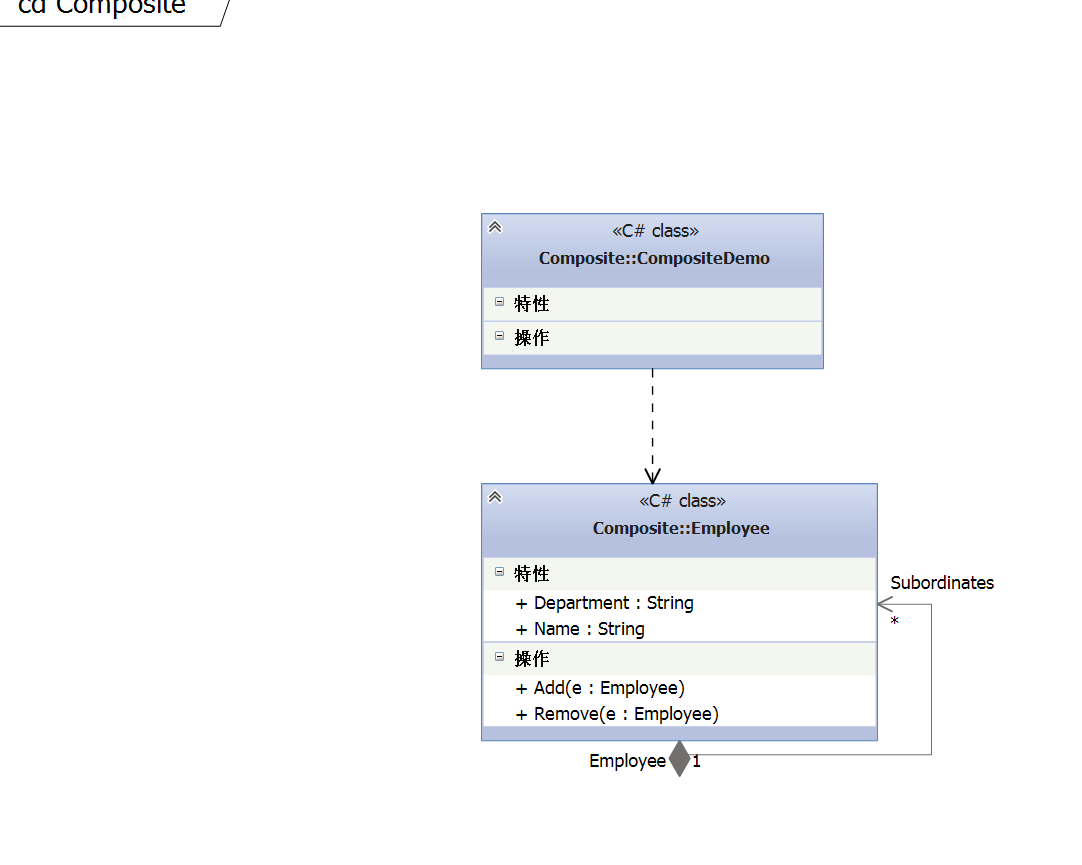 cd Composite
«C# class»
Composite::CompositeDemo
特性
操作
«C# class»
Composite::Employee
特性
+ Department : String
+ Name : String
操作
+ Add(e : Employee)
+ Remove(e : Employee)
Subordinates
*
Employee
1